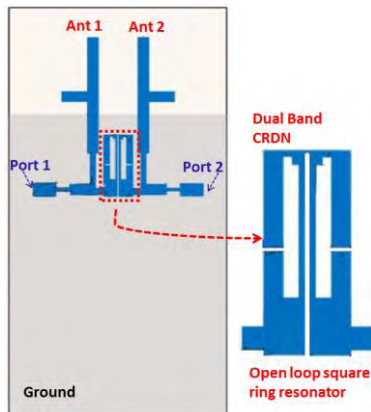 Ant 1
Ant 2
Dual Band
CRDN
Port 1
Port 2
Open loop square
ring resonator
Ground